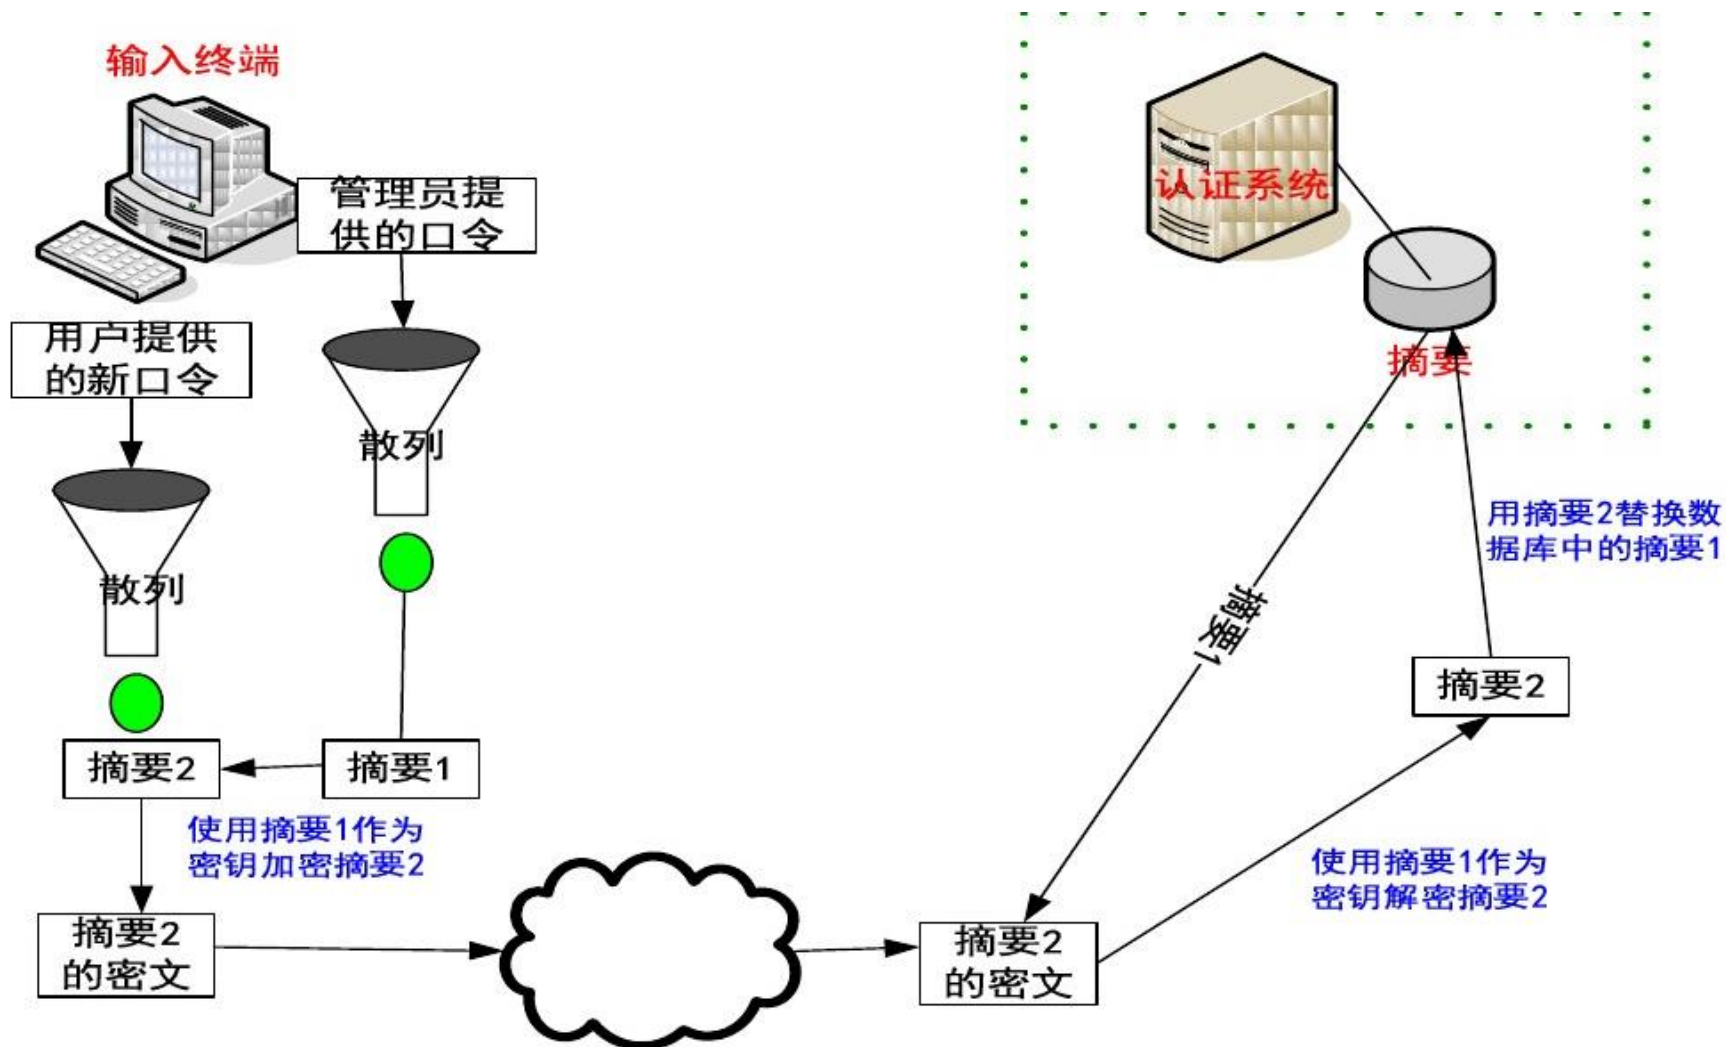 输入终端
管理员提
供的口令
用户提供
的新口令
散列
散列
摘要2
摘要1
使用摘要1作为
密钥加密摘要2
摘要2
的密文
认证系统
摘要
用摘要2替换数
据库中的摘要1
摘要1
摘要2
使用摘要1作为
密钥解密摘要2
摘要2
的密文